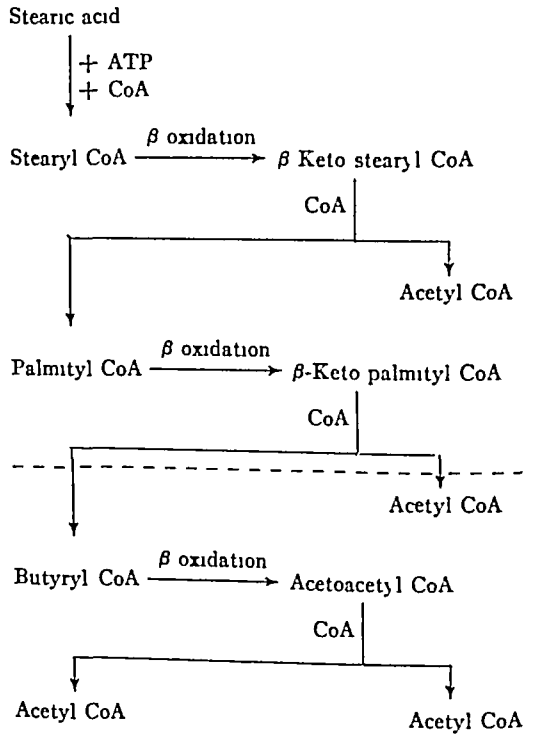 Stearic acid
+ ATP
+ CoA
Stearyl CoA β oxidation β Keto stearyl CoA
CoA
Acetyl CoA
Palmityl CoA β oxidation β-Keto palmityl CoA
CoA
Acetyl CoA
Butyryl CoA β oxidation Acetoacetyl CoA
CoA
Acetyl CoA Acetyl CoA